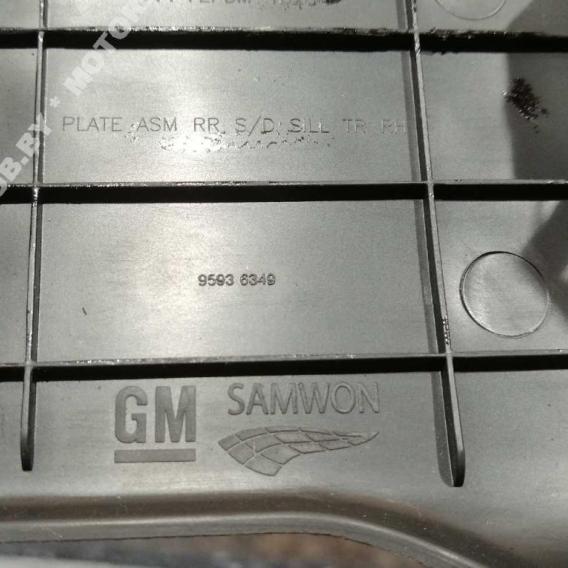 PLATE ASM RR S/D SILL TR RH
9593 6349
GM SAMWON